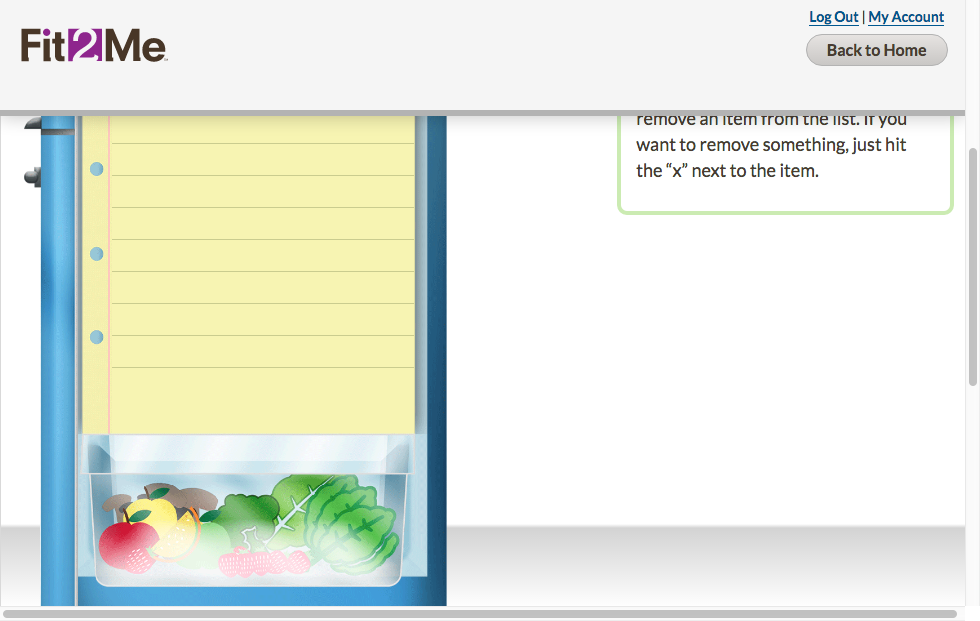 Log Out | My Account
Fit2Me
Back to Home
remove an item from the list. If you
want to remove something, just hit
the “x” next to the item.